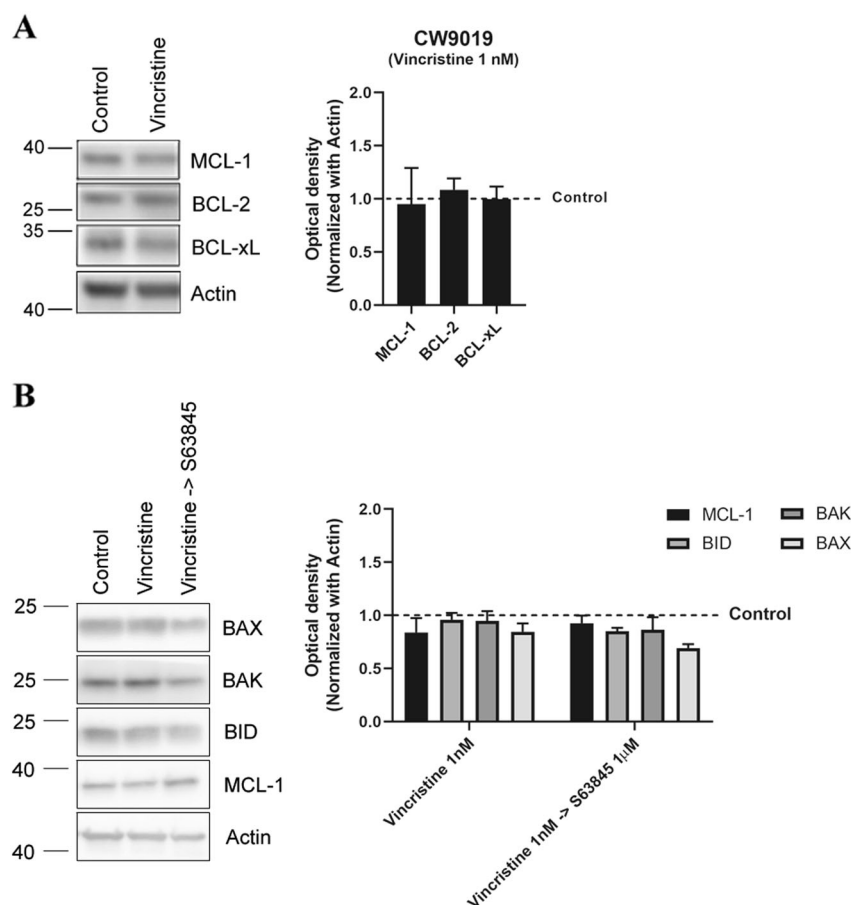 A
Control
Vincristine
40
MCL-1
25
BCL-2
35
BCL-xL
40
Actin
CW9019
(Vincristine 1 nM)
Optical density
(Normalized with Actin)
2.0
1.5
1.0
0.5
0.0
Control
MCL-1
BCL-2
BCL-xL
B
Control
Vincristine
Vincristine -> S63845
25
BAX
25
BAK
25
BID
40
MCL-1
40
Actin
Optical density
(Normalized with Actin)
2.0
1.5
1.0
0.5
0.0
MCL-1
BID
BAK
BAX
Control
Vincristine 1nM
Vincristine 1nM -> S63845 1µM